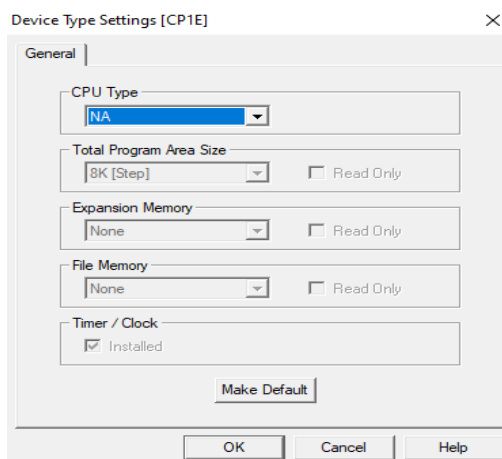 Device Type Settings [CP1E]
General
CPU Type
NA
Total Program Area Size
8K [Step]
Read Only
Expansion Memory
None
Read Only
File Memory
None
Read Only
Timer / Clock
Installed
Make Default
OK
Cancel
Help